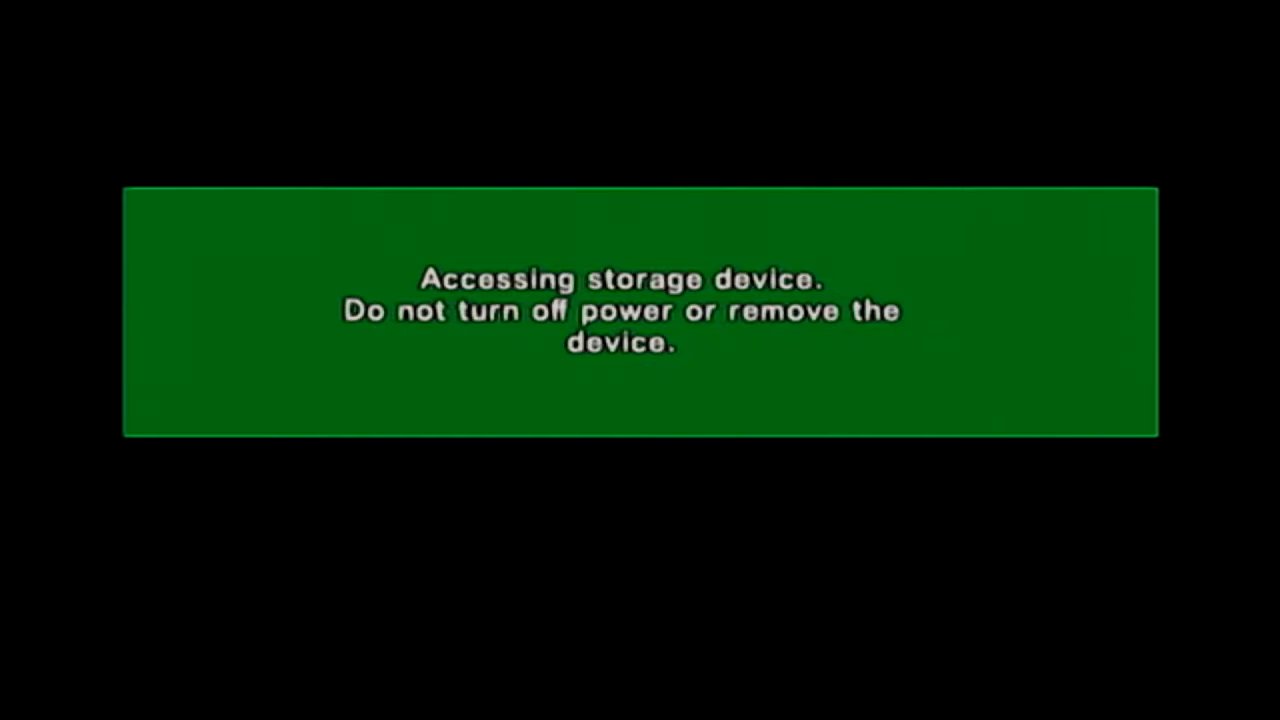 Accessing storage device.
Do not turn off power or remove the
device.